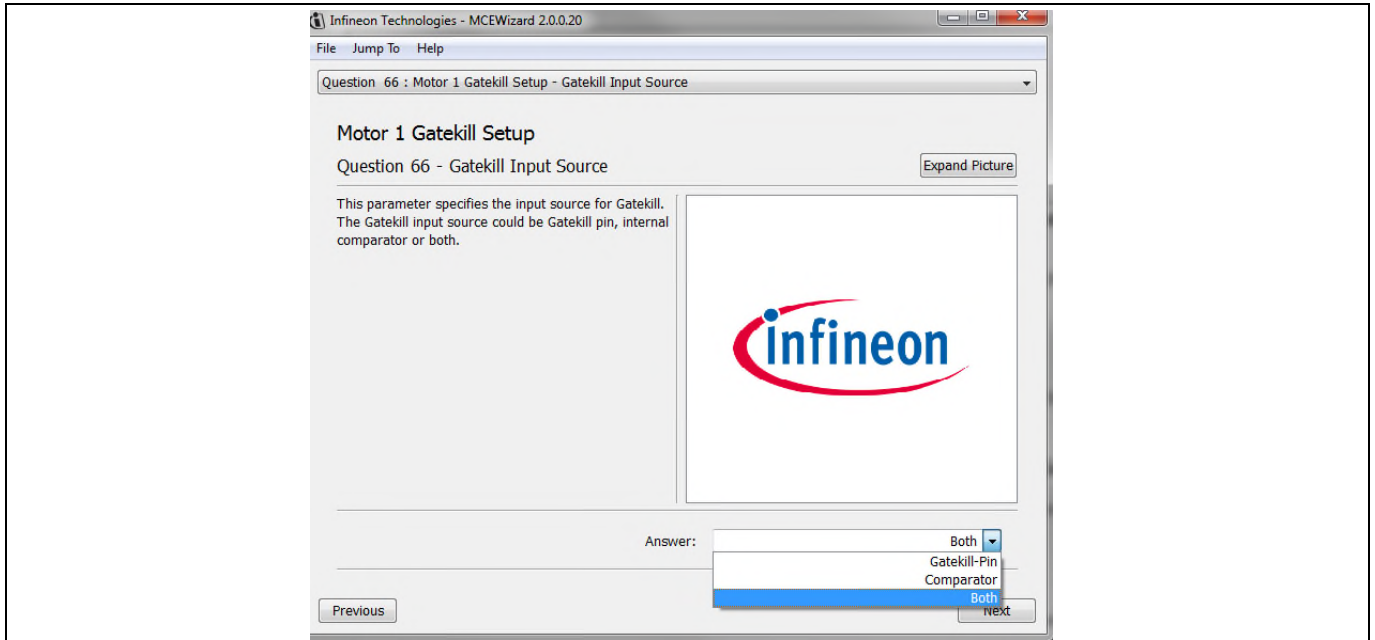 Infineon Technologies - MCEWizard 2.0.0.20
File Jump To Help
Question 66 : Motor 1 Gatekill Setup - Gatekill Input Source
Motor 1 Gatekill Setup
Question 66 - Gatekill Input Source
Expand Picture
This parameter specifies the input source for Gatekill.
The Gatekill input source could be Gatekill pin, internal
comparator or both.
infineon
Answer:
Both
Gatekill-Pin
Comparator
Both
Previous
Next